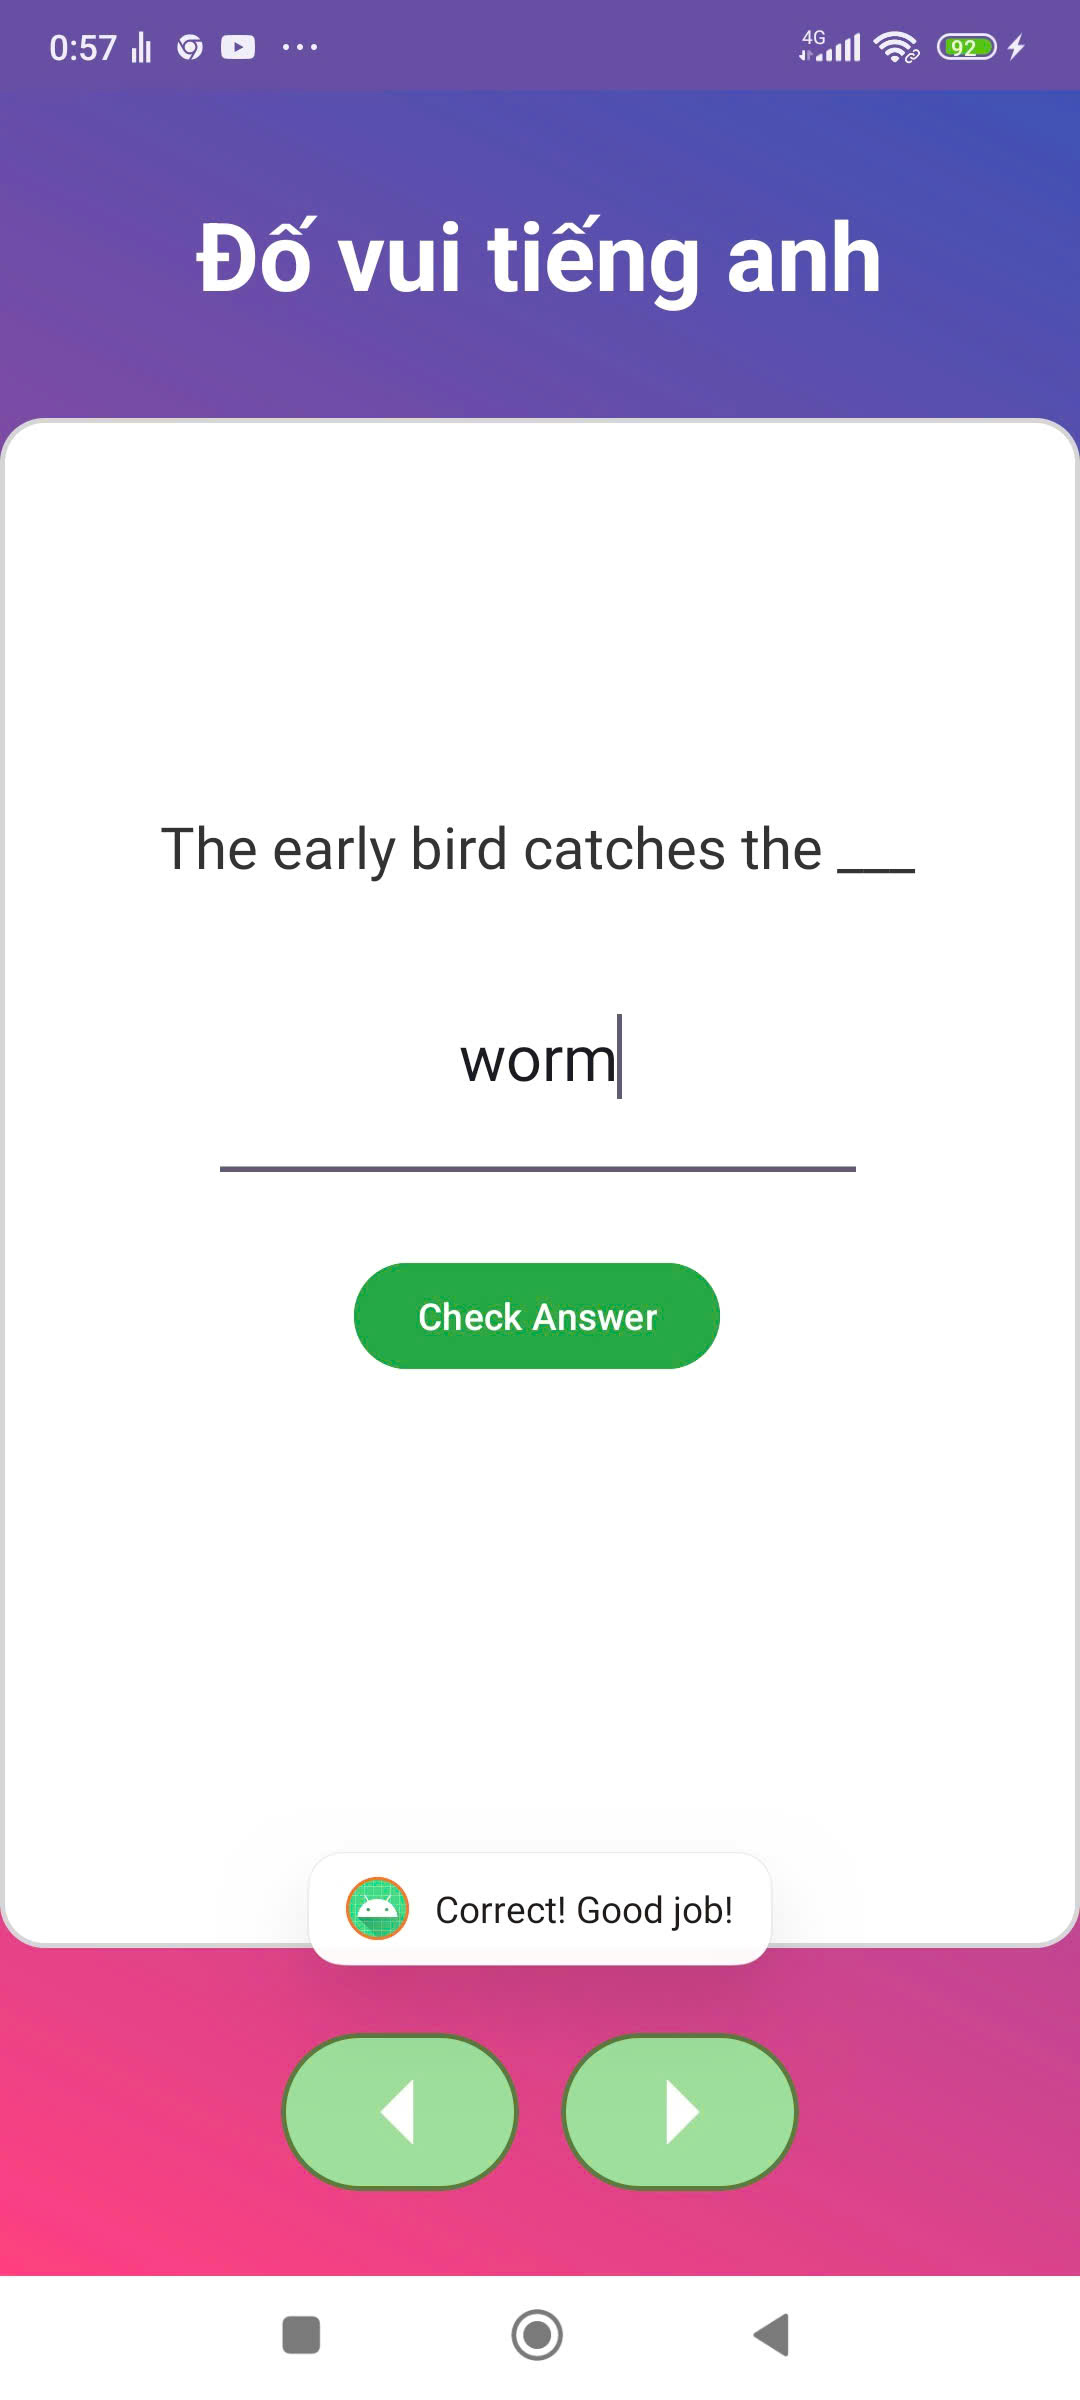 0:57
4G
92
Đố vui tiếng anh
The early bird catches the ___
worm
Check Answer
Correct! Good job!